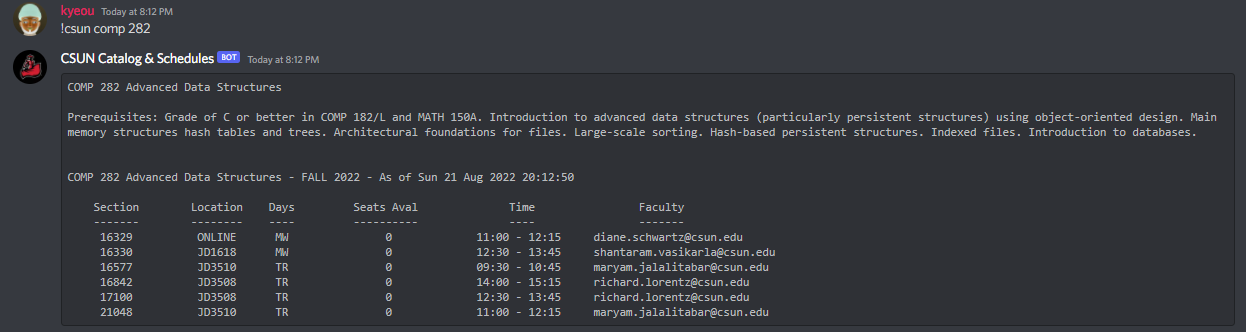 kyeou Today at 8:12 PM
!csun comp 282
CSUN Catalog & Schedules BOT Today at 8:12 PM
COMP 282 Advanced Data Structures
Prerequisites: Grade of C or better in COMP 182/L and MATH 150A. Introduction to advanced data structures (particularly persistent structures) using object-oriented design. Main
memory structures hash tables and trees. Architectural foundations for files. Large-scale sorting. Hash-based persistent structures. Indexed files. Introduction to databases.
COMP 282 Advanced Data Structures - FALL 2022 - As of Sun 21 Aug 2022 20:12:50
Section Location Days Seats Aval Time Faculty
------- -------- ---- ---------- ---- -------
16329 ONLINE MW 0 11:00 - 12:15 diane.schwartz@csun.edu
16330 JD1618 MW 0 12:30 - 13:45 shantaram.vasikarla@csun.edu
16577 JD3510 TR 0 09:30 - 10:45 maryam.jalalitabar@csun.edu
16842 JD3508 TR 0 14:00 - 15:15 richard.lorentz@csun.edu
17100 JD3508 TR 0 12:30 - 13:45 richard.lorentz@csun.edu
21048 JD3510 TR 0 11:00 - 12:15 maryam.jalalitabar@csun.edu